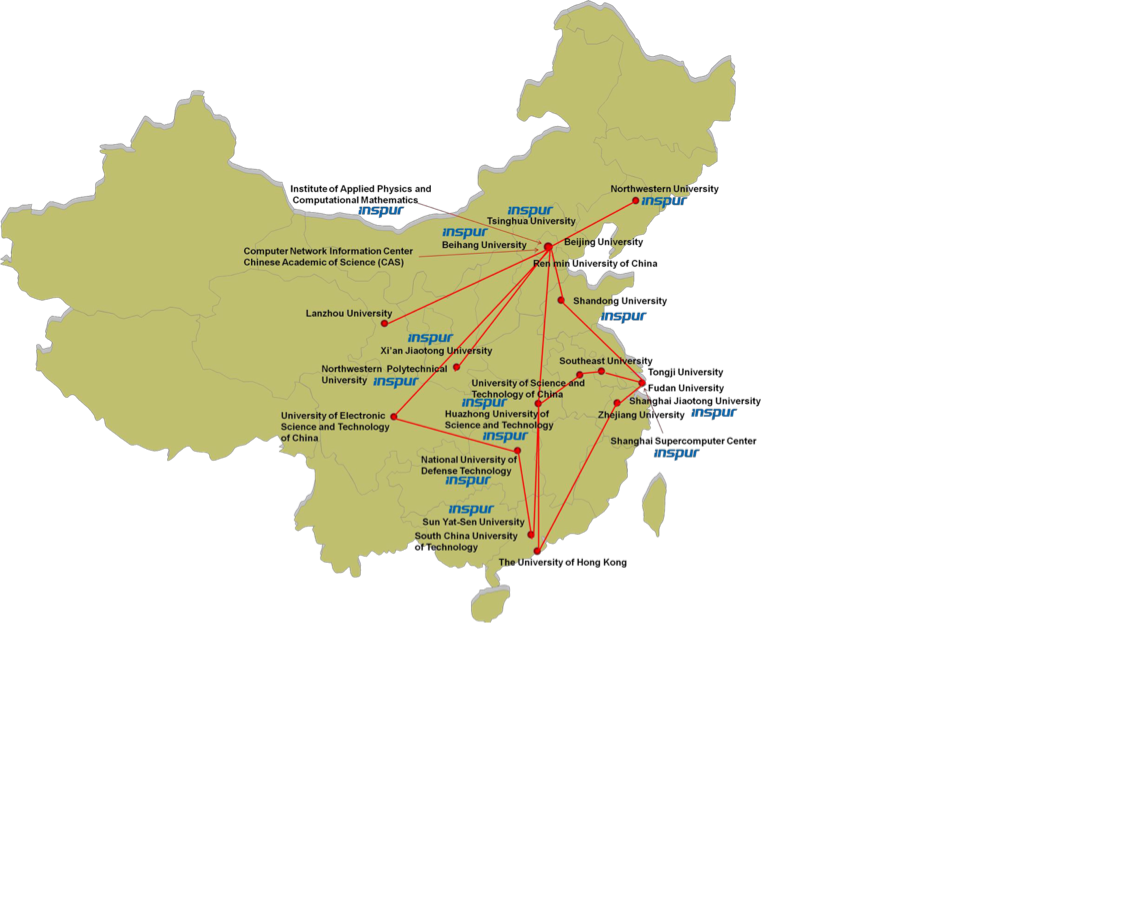 Institute of Applied Physics and
Computational Mathematics
inspur
Northwestern University
inspur
inspur
Tsinghua University
inspur
Beihang University
Beijing University
Computer Network Information Center
Chinese Academic of Science (CAS)
Ren min University of China
Shandong University
inspur
Lanzhou University
inspur
Xi'an Jiaotong University
Northwestern Polytechnical
University
inspur
Southeast University
Tongji University
University of Science and
Technology of China
inspur
Fudan University
Shanghai Jiaotong University
Zhejiang University
inspur
Huazhong University of
Science and Technology
inspur
University of Electronic
Science and Technology
of China
Shanghai Supercomputer Center
inspur
National University of
Defense Technology
inspur
inspur
Sun Yat-Sen University
South China University
of Technology
The University of Hong Kong